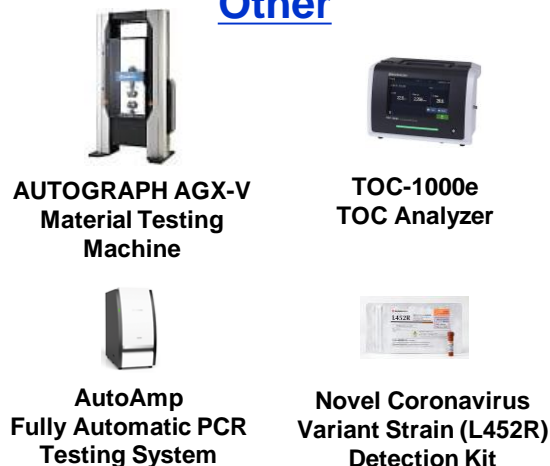 Other
AUTOGRAPH AGX-V
Material Testing
Machine
TOC-1000e
TOC Analyzer
L452R
AutoAmp
Fully Automatic PCR
Testing System
Novel Coronavirus
Variant Strain (L452R)
Detection Kit